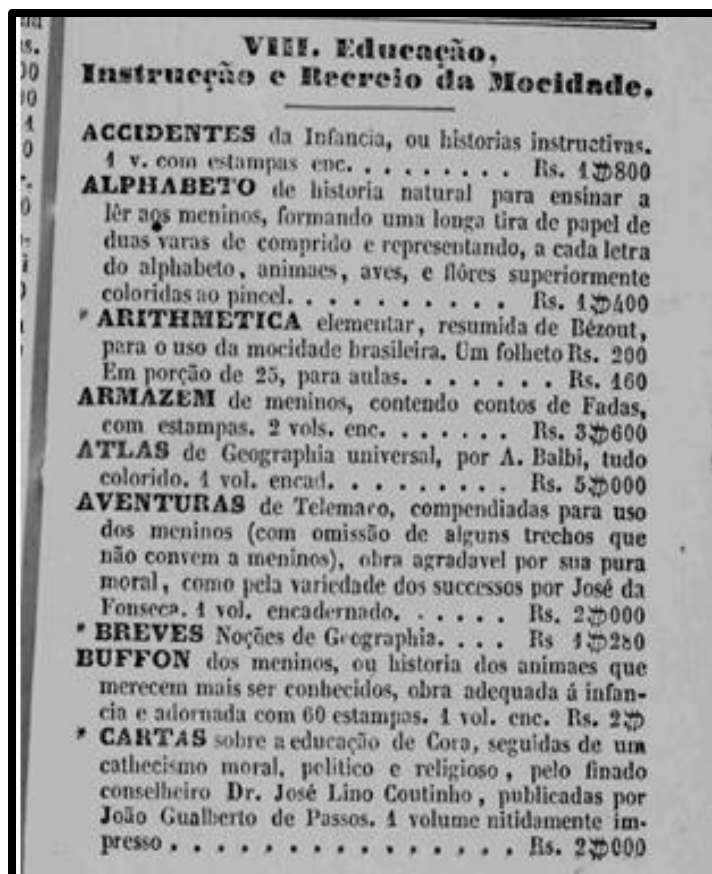 VIII. Educação,
Instrucção e Recreio da Mocidade.
ACCIDENTES da Infancia, ou historias instructivas.
1 v. com estampas enc. . . . . . . . . . Rs. 1$800
ALPHABETO de historia natural para ensinar a
lêr aos meninos, formando uma longa tira de papel de
duas varas de comprido e representando, a cada letra
do alphabeto, animaes, aves, e flôres superiormente
coloridas ao pincel. . . . . . . . . . . Rs. 1$400
* ARITHMETICA elementar, resumida de Bézout,
para o uso da mocidade brasileira. Um folheto Rs. 200
Em porção de 25, para aulas. . . . . . . . Rs. 160
ARMAZEM de meninos, contendo contos de Fadas,
com estampas. 2 vols. enc. . . . . . . . Rs. 3$600
ATLAS de Geographia universal, por A. Balbi, tudo
colorido. 1 vol. encad. . . . . . . . . . Rs. 5$000
AVENTURAS de Telemaco, compendiadas para uso
dos meninos (com omissão de alguns trechos que
não convem a meninos), obra agradavel por sua pura
moral, como pela variedade dos successos por José da
Fonseca. 1 vol. encadernado. . . . . . Rs. 2$000
* BREVES Noções de Geographia. . . . Rs 1$280
BUFFON dos meninos, ou historia dos animaes que
merecem mais ser conhecidos, obra adequada á infan-
cia e adornada com 60 estampas. 1 vol. enc. Rs. 2$
* CARTAS sobre a educação de Cora, seguidas de um
cathecismo moral, politico e religioso, pelo finado
conselheiro Dr. José Lino Coutinho, publicadas por
João Gualberto de Passos. 1 volume nitidamente im-
presso . . . . . . . . . . . . . . . . Rs. 2$000